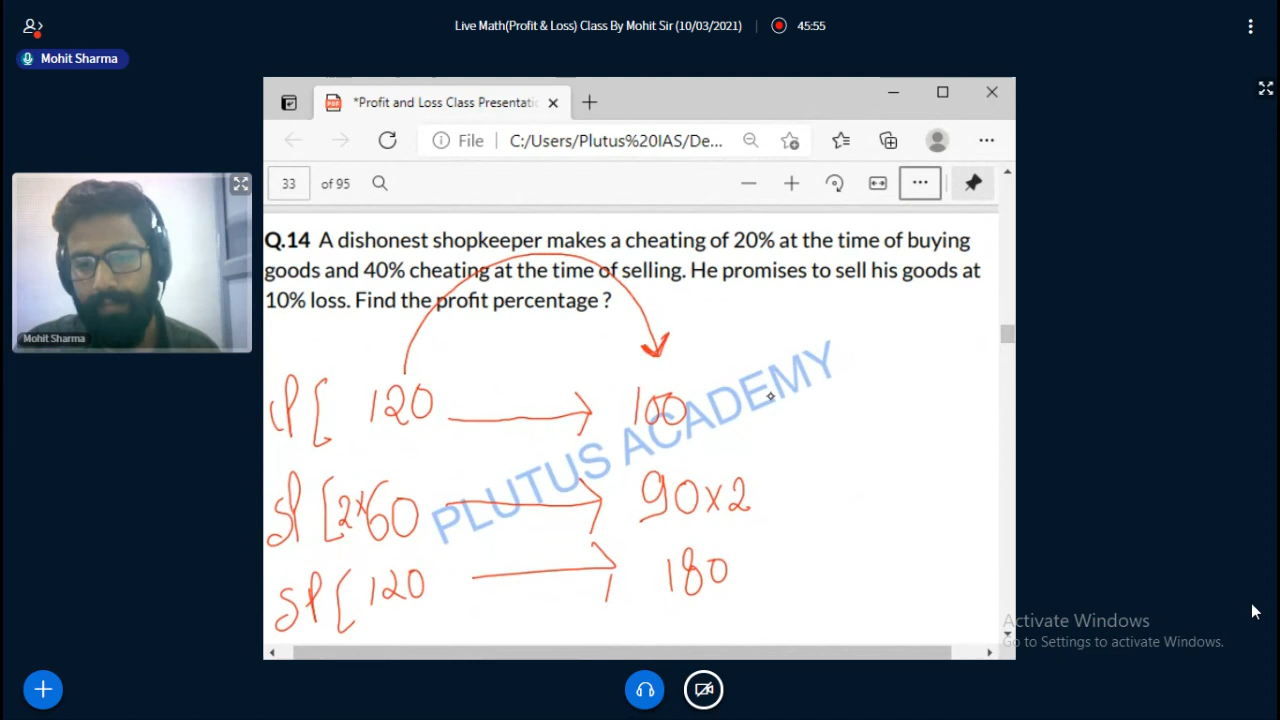 Live Math(Profit & Loss) Class By Mohit Sir (10/03/2021)
45:55
Mohit Sharma
*Profit and Loss Class Presentatic
File
C:/Users/Plutus%20IAS/De...
33
of 95
Mohit Sharma
Q.14 A dishonest shopkeeper makes a cheating of 20% at the time of buying
goods and 40% cheating at the time of selling. He promises to sell his goods at
10% loss. Find the profit percentage ?
CP[ 120 → 100
SP[ 2×60 → 90×2
SP[ 120 → 180
PLUTUS ACADEMY
Activate Windows
Go to Settings to activate Windows.